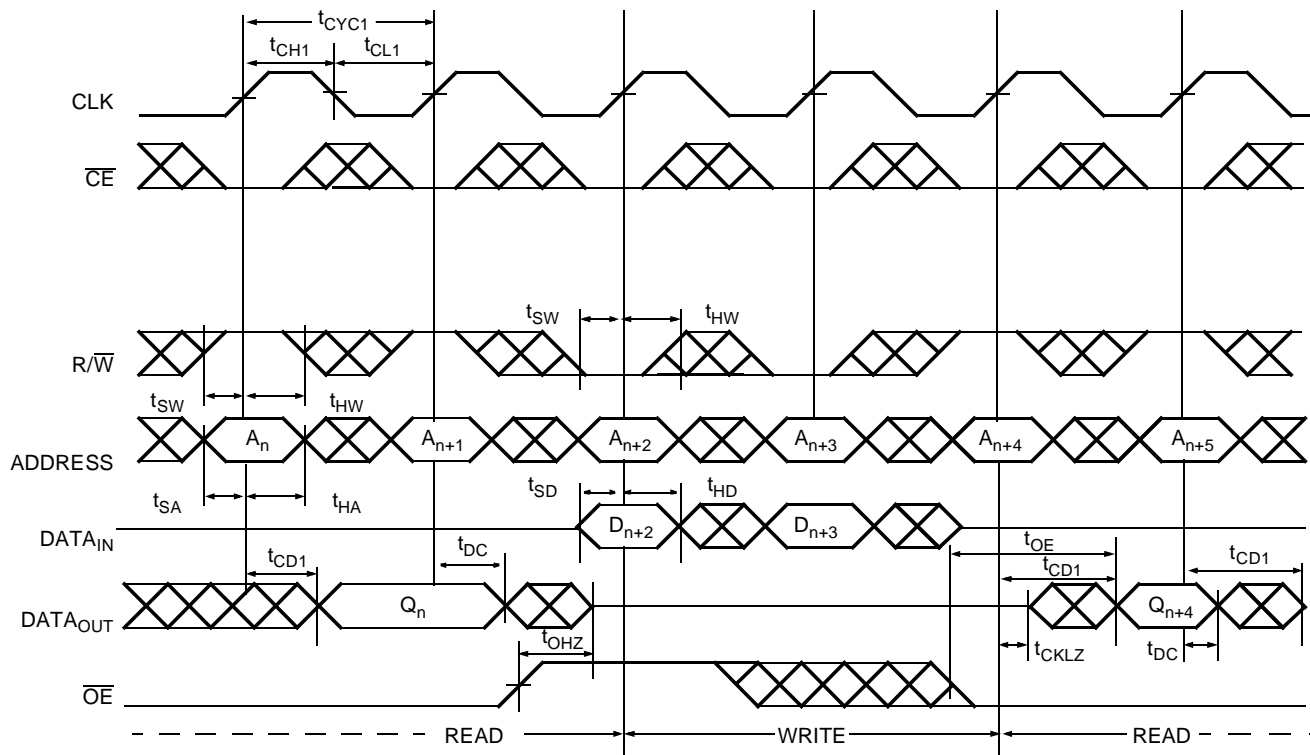 tCYC1
tCH1 tCL1
CLK
CE
tSW tHW
R/W
tSW tHW
An An+1 An+2 An+3 An+4 An+5
ADDRESS
tSA tHA tSD tHD
Dn+2 Dn+3
DATAIN
tCD1 tDC tOE tCD1 tCD1
Qn Qn+4
DATAOUT
tOHZ tCKLZ tDC
OE
READ WRITE READ